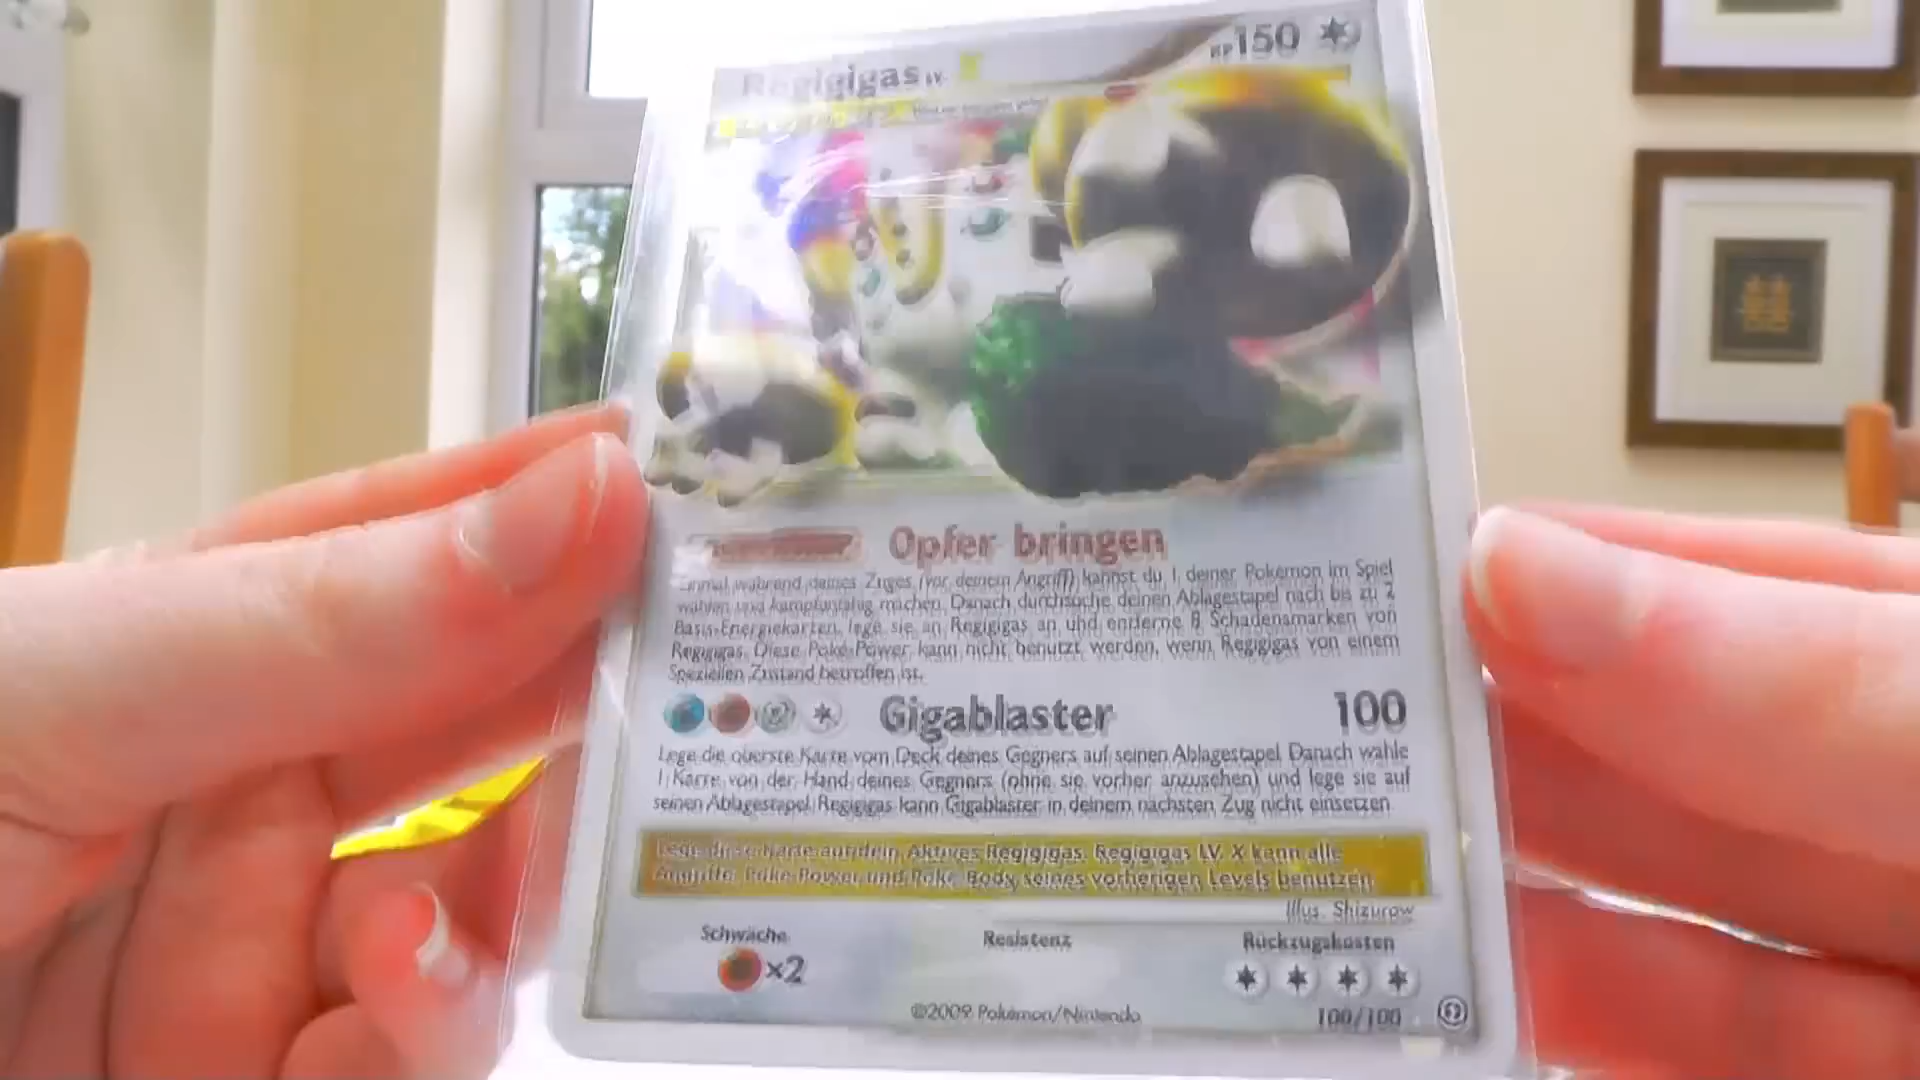 Regigigas LV. X
KP 150
Opfer bringen
Einmal während deines Zuges (vor deinem Angriff) kannst du 1 deiner Pokémon im Spiel
wählen und kampfunfähig machen. Danach durchsuche deinen Ablagestapel nach bis zu 2
Basis-Energiekarten, lege sie an Regigigas an und entferne 8 Schadensmarken von
Regigigas. Diese Poké-Power kann nicht benutzt werden, wenn Regigigas von einem
Speziellen Zustand betroffen ist.
Gigablaster 100
Lege die oberste Karte vom Deck deines Gegners auf seinen Ablagestapel. Danach wähle
1 Karte von der Hand deines Gegners (ohne sie vorher anzusehen) und lege sie auf
seinen Ablagestapel. Regigigas kann Gigablaster in deinem nächsten Zug nicht einsetzen.
Lege diese Karte auf dein Aktives Regigigas. Regigigas LV. X kann alle
Angriffe, Poké-Power und Poké-Body seines vorherigen Levels benutzen.
Illus. Shizurow
Schwäche Resistenz Rückzugskosten
×2
©2009 Pokémon/Nintendo 100/100